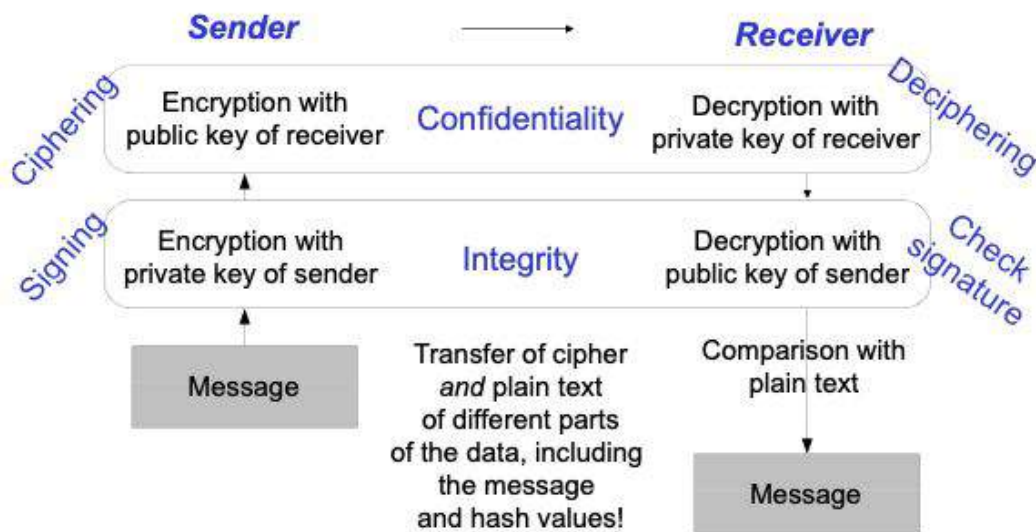 Sender
Receiver
Ciphering
Encryption with
public key of receiver
Confidentiality
Decryption with
private key of receiver
Deciphering
Signing
Encryption with
private key of sender
Integrity
Decryption with
public key of sender
Check
signature
Message
Transfer of cipher
and plain text
of different parts
of the data, including
the message
and hash values!
Comparison with
plain text
Message